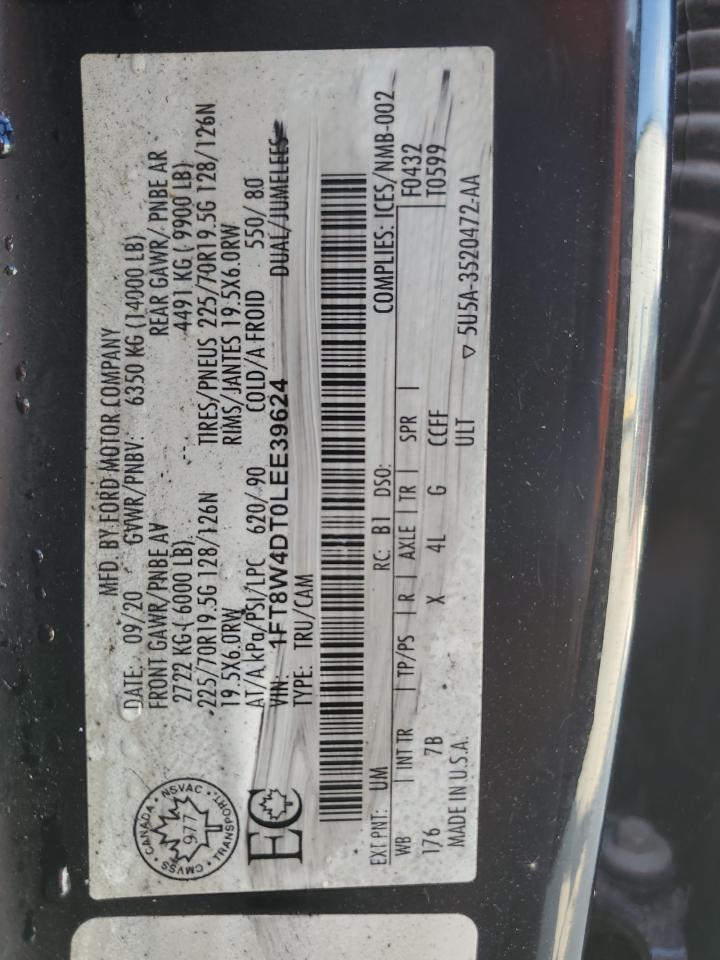 MFD. BY FORD MOTOR COMPANY
DATE: 09/20 GVWR/PNBV: 6350 KG (14000 LB)
FRONT GAWR/PNBE AV REAR GAWR/PNBE AR
2722 KG ( 6000 LB) 4491 KG ( 9900 LB)
225/70R19.5G 128/126N TIRES/PNEUS 225/70R19.5G 128/126N
19.5X6.0RW RIMS/JANTES 19.5X6.0RW
AT/A kPa/PSI/LPC 620/ 90 COLD/A FROID 550/ 80
VIN: 1FT8W4DT0LEE39624 DUAL/JUMELEES
TYPE: TRU/CAM
CANADA • NSVAC • TRANSPORT • CMVSS
977
EC
EXT PNT: UM RC: B1 DSO: COMPLIES: ICES/NMB-002
WB INT TR TP/PS R AXLE TR SPR F0432
176 7B X 4L G CCFF T0599
MADE IN U.S.A. ULT 5U5A-3520472-AA